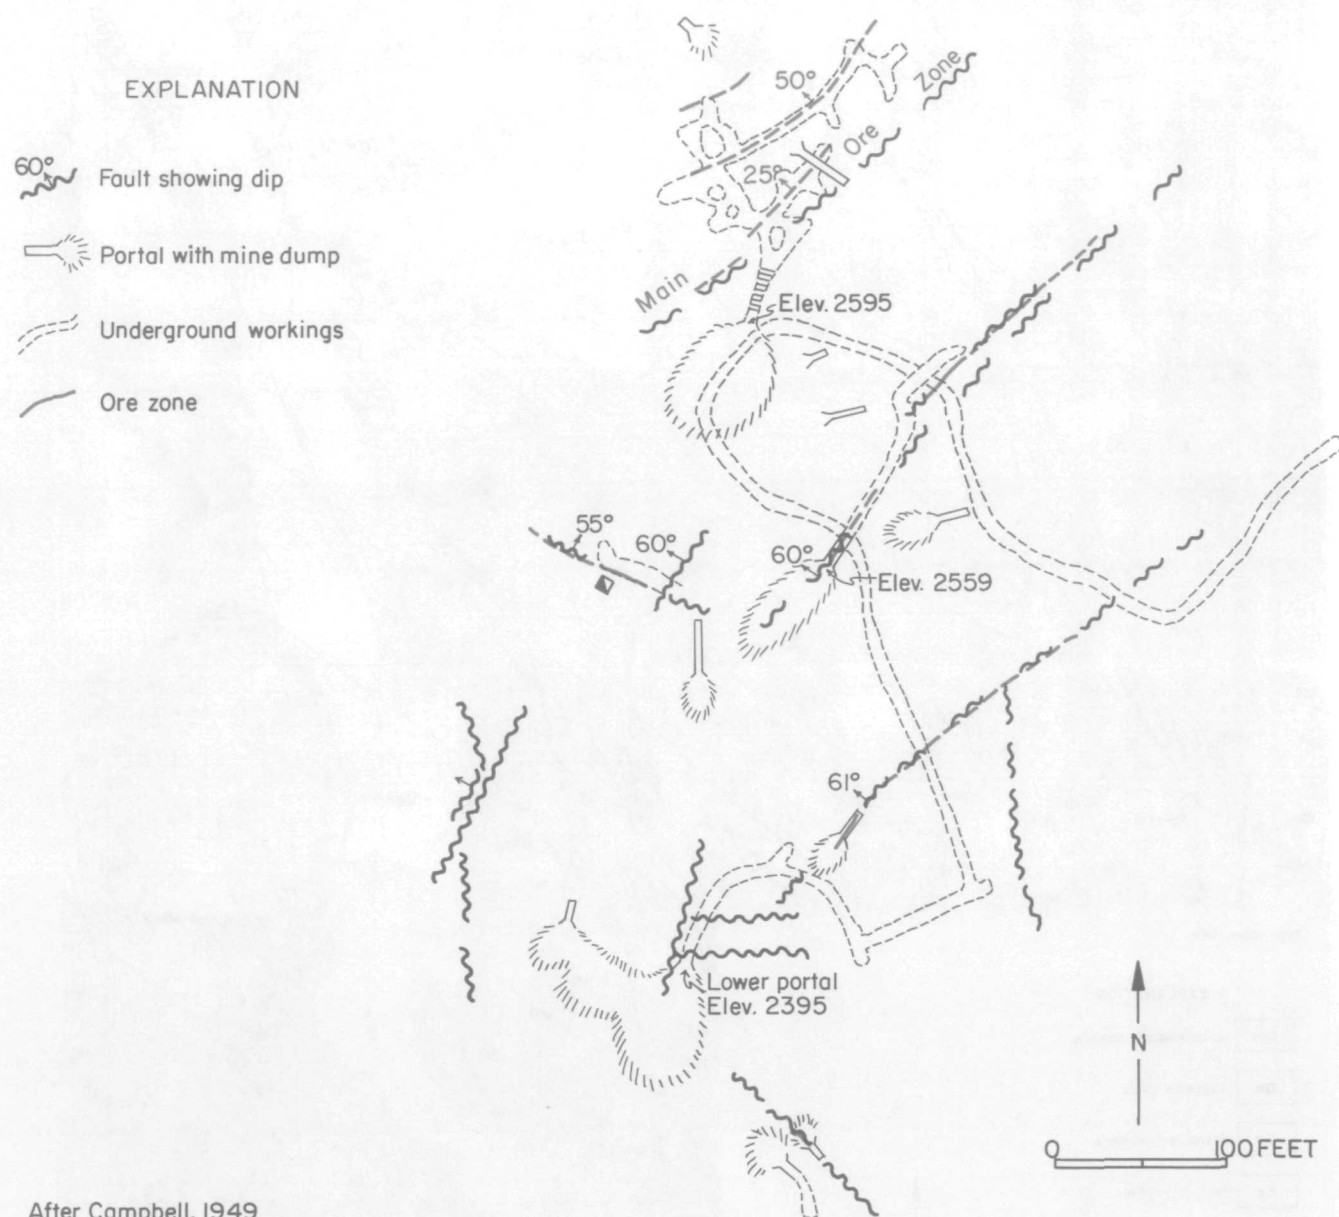 EXPLANATION
60°
Fault showing dip
Portal with mine dump
Underground workings
Ore zone
50°
Zone
Ore
25°
Main
Elev. 2595
55°
60°
60°
Elev. 2559
61°
Lower portal
Elev. 2395
N
0 100 FEET
After Campbell, 1949